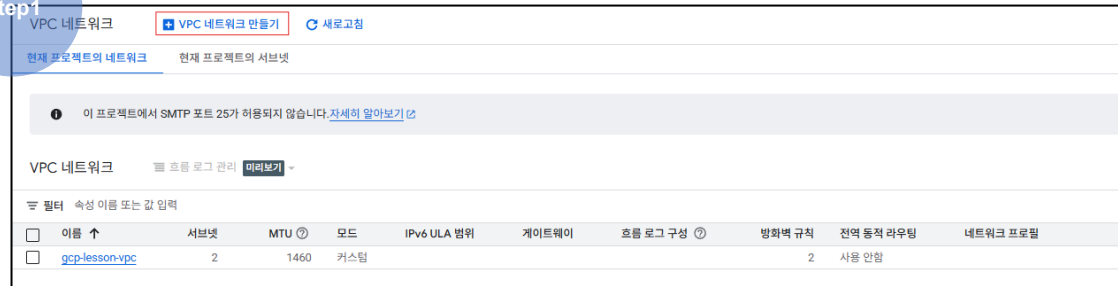 tep1
VPC 네트워크 VPC 네트워크 만들기 새로고침
현재 프로젝트의 네트워크 현재 프로젝트의 서브넷
이 프로젝트에서 SMTP 포트 25가 허용되지 않습니다.자세히 알아보기
VPC 네트워크 흐름 로그 관리 미리보기
필터 속성 이름 또는 값 입력
이름 서브넷 MTU 모드 IPv6 ULA 범위 게이트웨이 흐름 로그 구성 방화벽 규칙 전역 동적 라우팅 네트워크 프로필
gcp-lesson-vpc 2 1460 커스텀 2 사용 안함